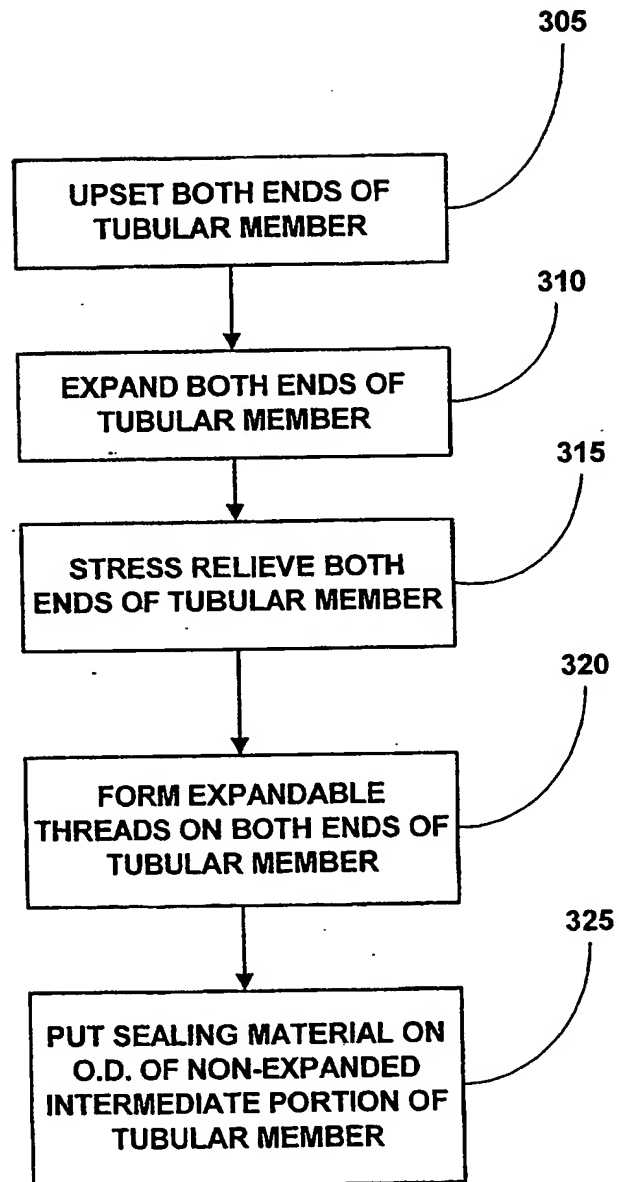 305
UPSET BOTH ENDS OF
TUBULAR MEMBER
310
EXPAND BOTH ENDS OF
TUBULAR MEMBER
315
STRESS RELIEVE BOTH
ENDS OF TUBULAR MEMBER
320
FORM EXPANDABLE
THREADS ON BOTH ENDS OF
TUBULAR MEMBER
325
PUT SEALING MATERIAL ON
O.D. OF NON-EXPANDED
INTERMEDIATE PORTION OF
TUBULAR MEMBER